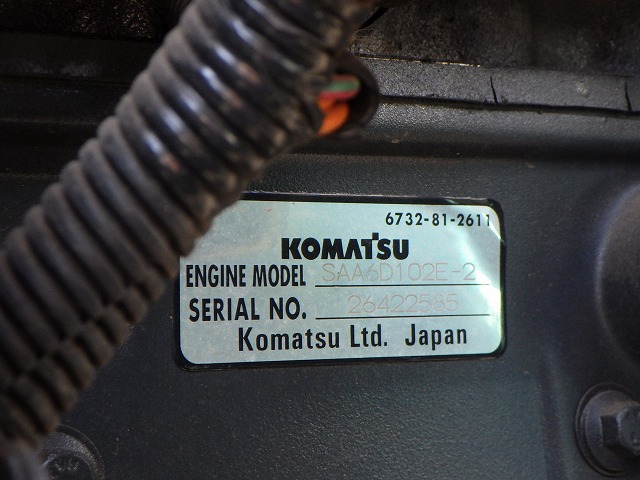 6732-81-2611
KOMATSU
ENGINE MODEL SAA6D102E-2
SERIAL NO. 26422585
Komatsu Ltd. Japan